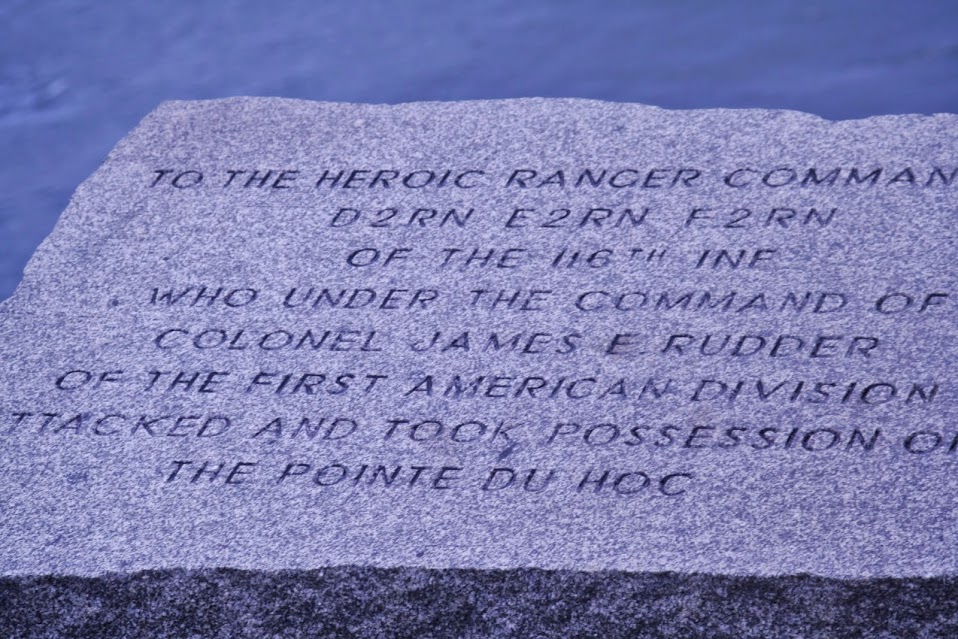 TO THE HEROIC RANGER COMMAN
D2RN E2RN F2RN
OF THE 116TH INF
WHO UNDER THE COMMAND OF
COLONEL JAMES E. RUDDER
OF THE FIRST AMERICAN DIVISION
TTACKED AND TOOK POSSESSION OF
THE POINTE DU HOC